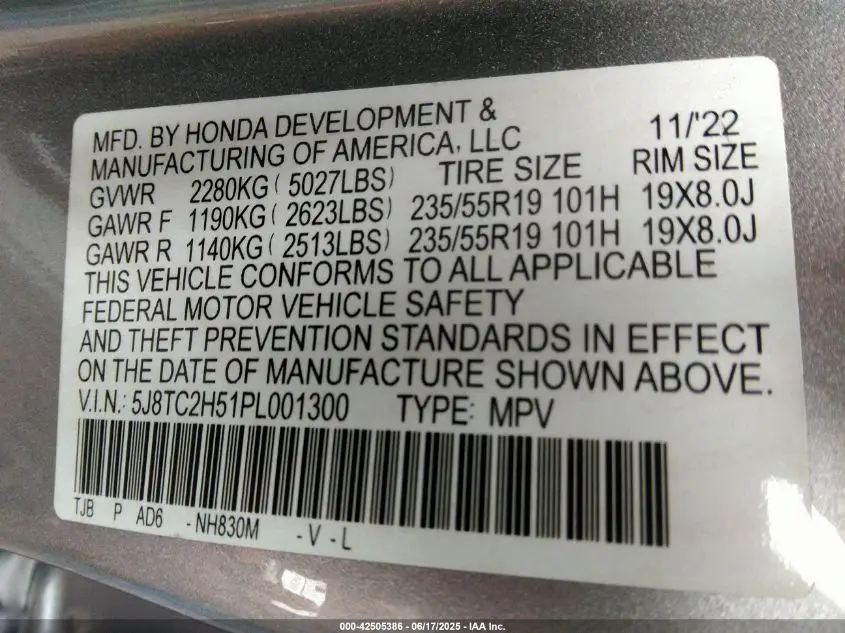 MFD. BY HONDA DEVELOPMENT &
MANUFACTURING OF AMERICA, LLC 11/'22
GVWR 2280KG ( 5027LBS) TIRE SIZE RIM SIZE
GAWR F 1190KG ( 2623LBS) 235/55R19 101H 19X8.0J
GAWR R 1140KG ( 2513LBS) 235/55R19 101H 19X8.0J
THIS VEHICLE CONFORMS TO ALL APPLICABLE
FEDERAL MOTOR VEHICLE SAFETY
AND THEFT PREVENTION STANDARDS IN EFFECT
ON THE DATE OF MANUFACTURE SHOWN ABOVE.
V.I.N.: 5J8TC2H51PL001300 TYPE: MPV
TJB P AD6 -NH830M -V-L
000-42505386 - 06/17/2025 - IAA Inc.